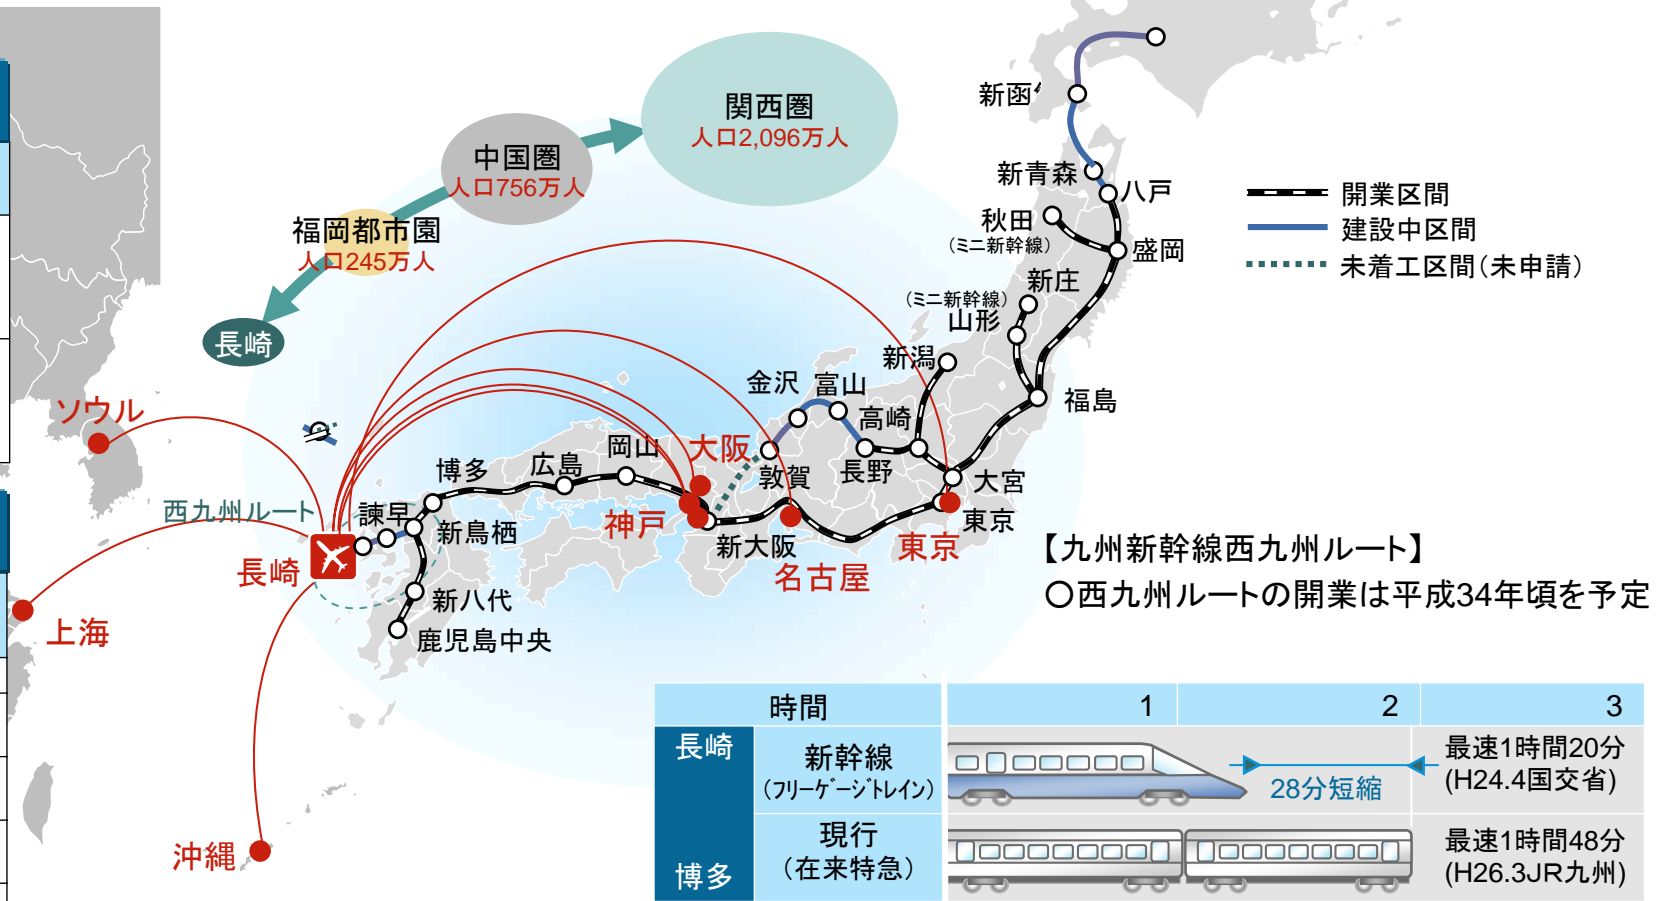 関西圏
人口2,096万人
中国圏
人口756万人
福岡都市園
人口245万人
長崎
新函
新青森
八戸
秋田
(ミニ新幹線)
盛岡
新庄
(ミニ新幹線)
山形
新潟
福島
金沢
富山
高崎
長野
敦賀
大宮
東京
東京
開業区間
建設中区間
未着工区間(未申請)
ソウル
上海
沖縄
西九州ルート
長崎
諫早
博多
新鳥栖
新八代
鹿児島中央
広島
岡山
大阪
神戸
新大阪
名古屋
【九州新幹線西九州ルート】
○西九州ルートの開業は平成34年頃を予定
時間
1
2
3
長崎
博多
新幹線
(フリーゲージトレイン)
28分短縮
最速1時間20分
(H24.4国交省)
現行
(在来特急)
最速1時間48分
(H26.3JR九州)